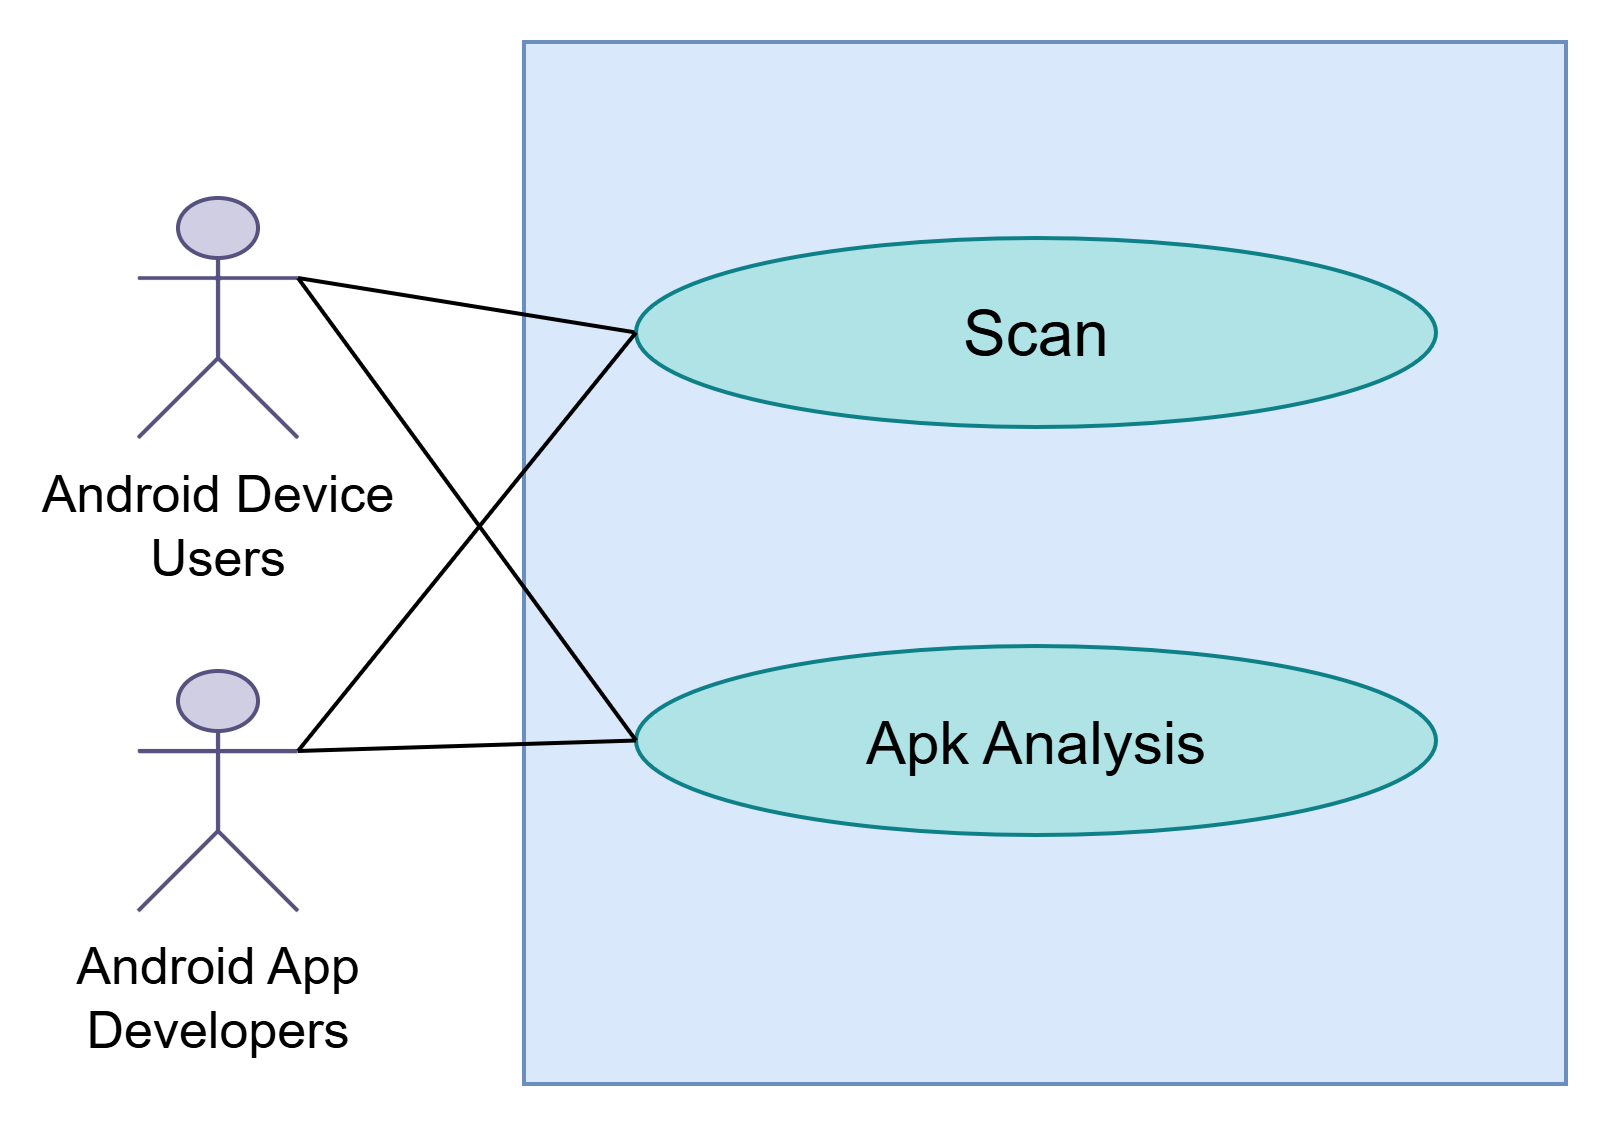 Scan
Android Device
Users
Apk Analysis
Android App
Developers